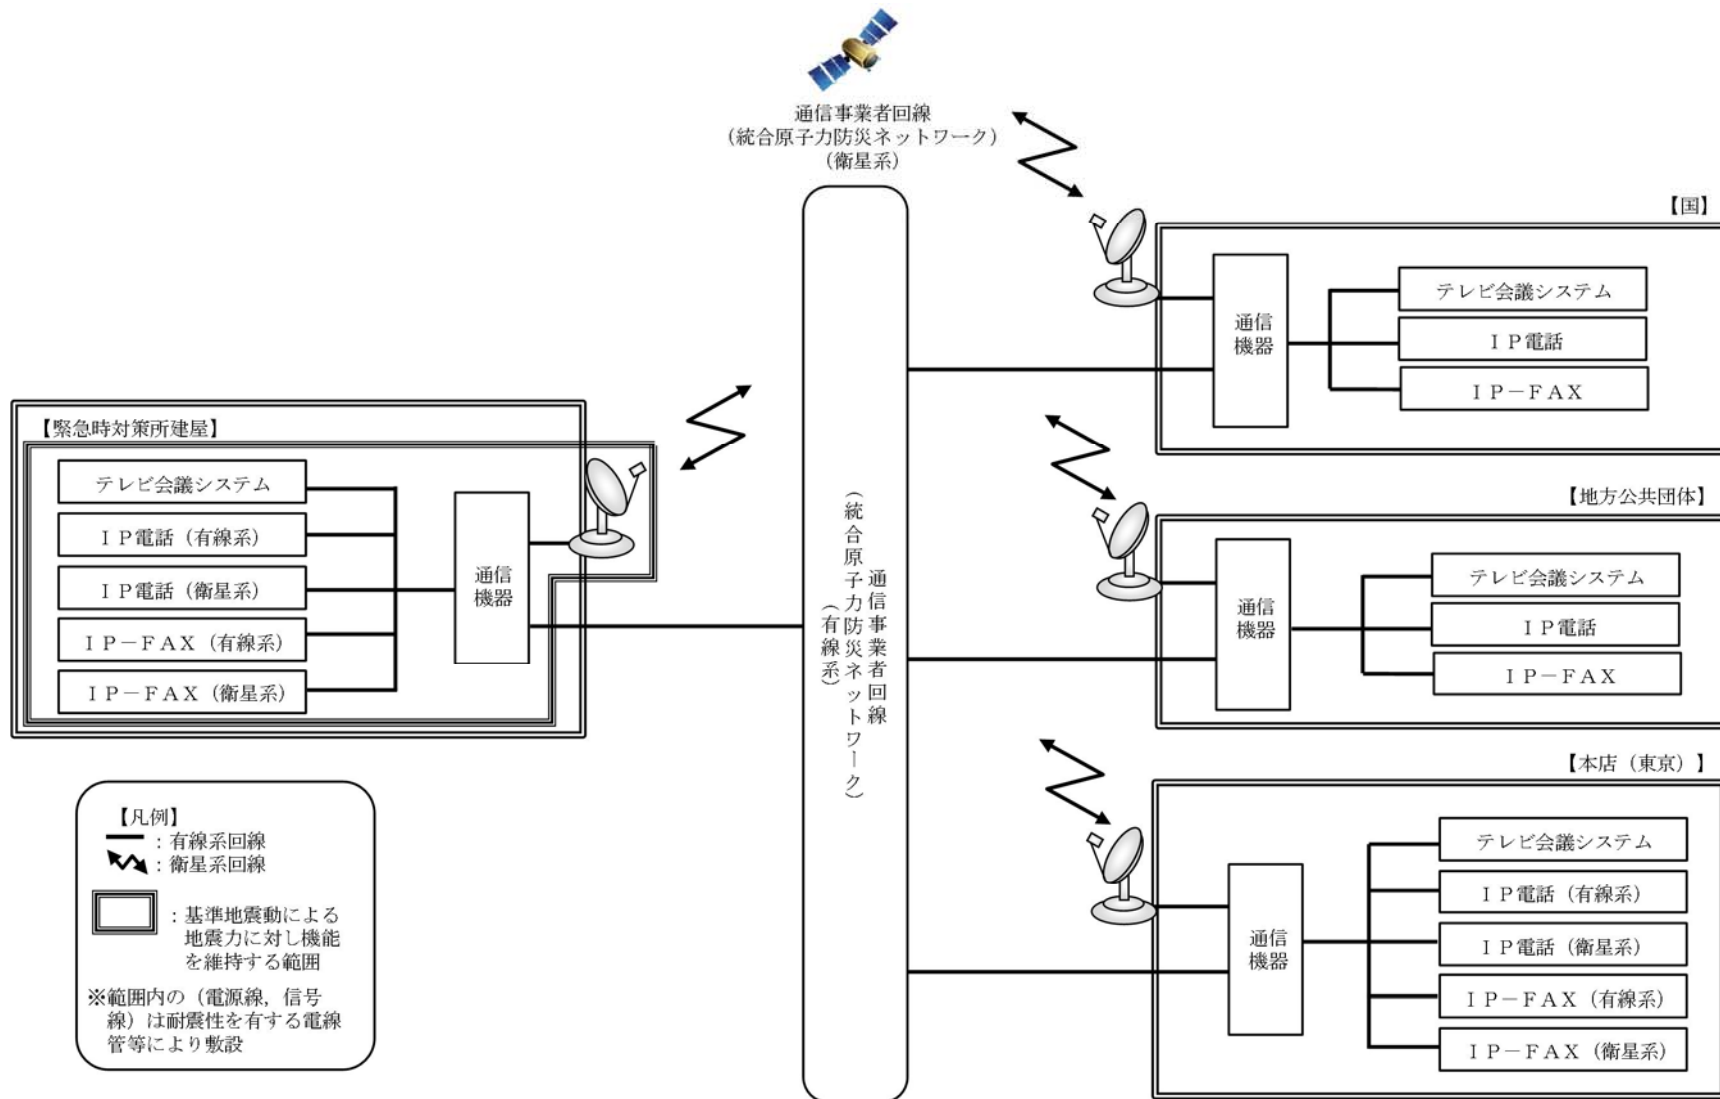 通信事業者回線
（統合原子力防災ネットワーク）
（衛星系）
【緊急時対策所建屋】
テレビ会議システム
ＩＰ電話（有線系）
ＩＰ電話（衛星系）
ＩＰ－ＦＡＸ（有線系）
ＩＰ－ＦＡＸ（衛星系）
通信
機器
通信事業者回線
（統合原子力防災ネットワーク）
（有線系）
【国】
通信
機器
テレビ会議システム
ＩＰ電話
ＩＰ－ＦＡＸ
【地方公共団体】
通信
機器
テレビ会議システム
ＩＰ電話
ＩＰ－ＦＡＸ
【本店（東京）】
通信
機器
テレビ会議システム
ＩＰ電話（有線系）
ＩＰ電話（衛星系）
ＩＰ－ＦＡＸ（有線系）
ＩＰ－ＦＡＸ（衛星系）
【凡例】
：有線系回線
：衛星系回線
：基準地震動による
地震力に対し機能
を維持する範囲
※範囲内の（電源線，信号
線）は耐震性を有する電線
管等により敷設